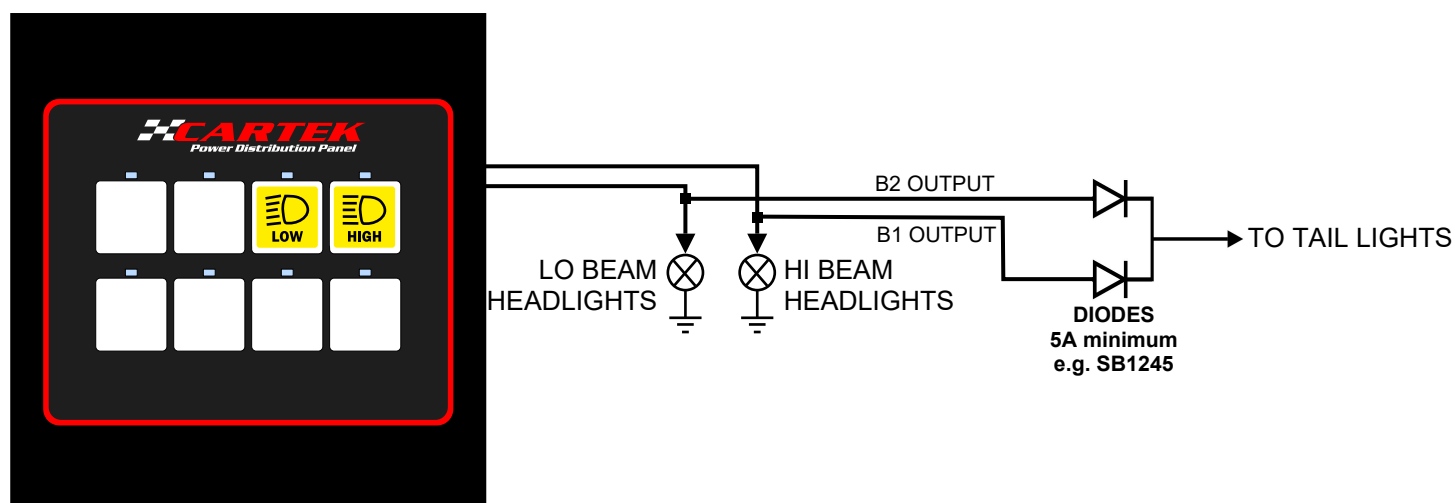 CARTEK
Power Distribution Panel
LOW
HIGH
B2 OUTPUT
B1 OUTPUT
TO TAIL LIGHTS
LO BEAM
HEADLIGHTS
HI BEAM
HEADLIGHTS
DIODES
5A minimum
e.g. SB1245